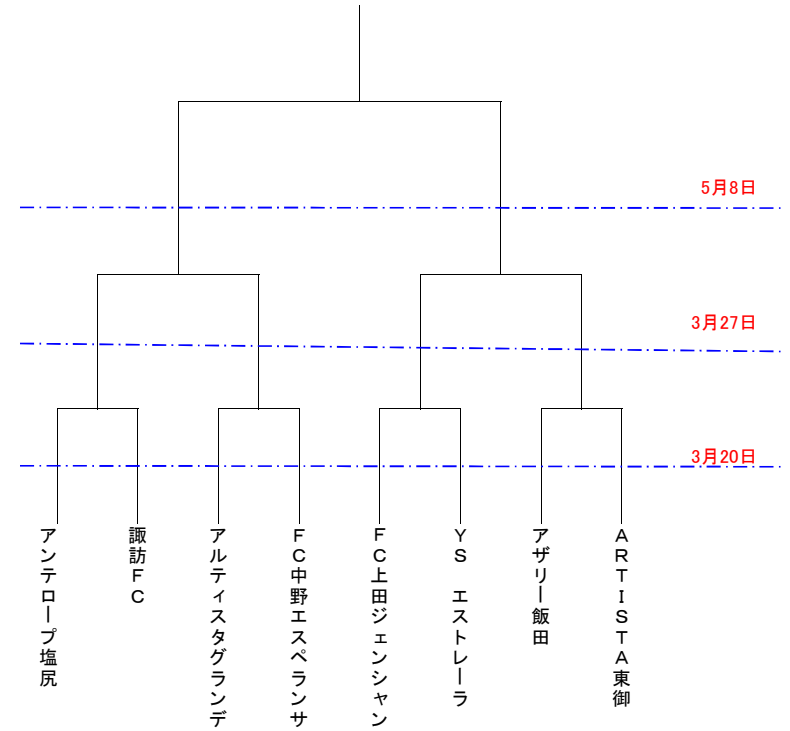 5月8日
3月27日
3月20日
アンテロープ塩尻
諏訪FC
アルティスタグランデ
FC中野エスペランサ
FC上田ジェンシャン
YS エストレーラ
アザリー飯田
ARTISTA東御